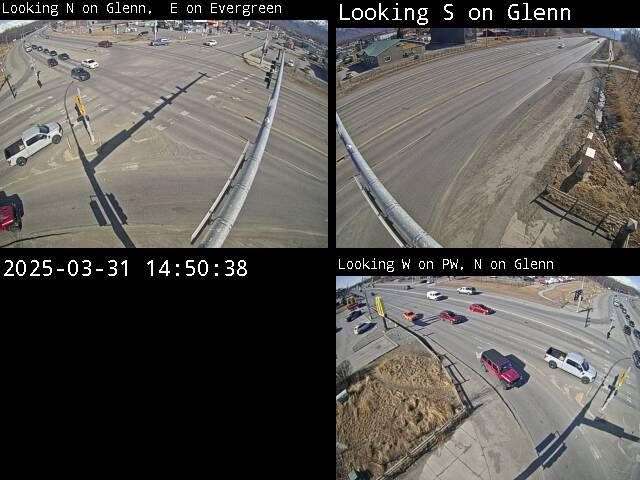 Looking N on Glenn, E on Evergreen
Looking S on Glenn
2025-03-31 14:50:38
Looking W on PW, N on Glenn